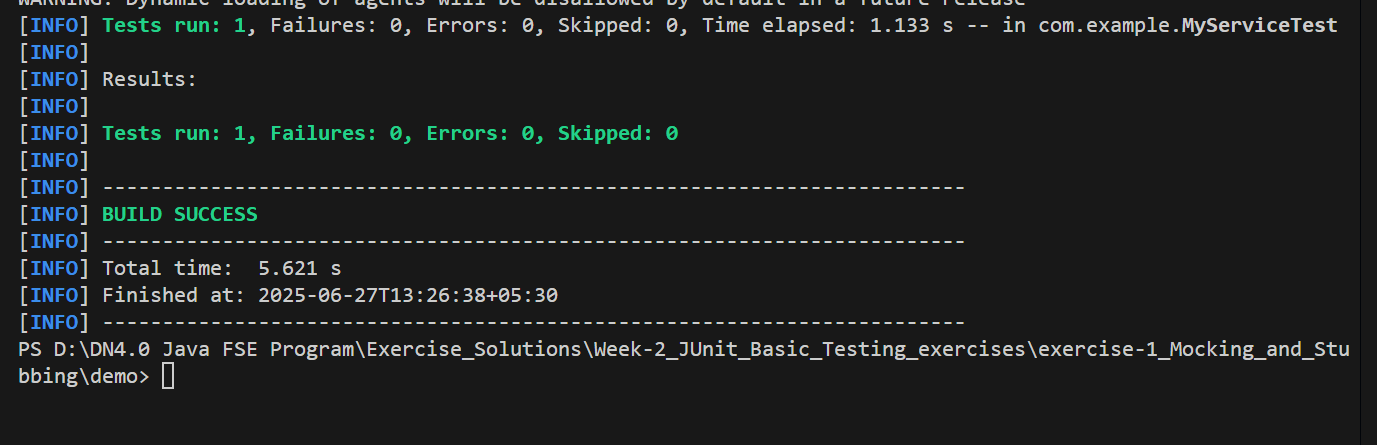 WARNING: Dynamic loading of agents will be disallowed by default in a future release
[INFO] Tests run: 1, Failures: 0, Errors: 0, Skipped: 0, Time elapsed: 1.133 s -- in com.example.MyServiceTest
[INFO]
[INFO] Results:
[INFO]
[INFO] Tests run: 1, Failures: 0, Errors: 0, Skipped: 0
[INFO]
[INFO] ------------------------------------------------------------------------
[INFO] BUILD SUCCESS
[INFO] ------------------------------------------------------------------------
[INFO] Total time:  5.621 s
[INFO] Finished at: 2025-06-27T13:26:38+05:30
[INFO] ------------------------------------------------------------------------
PS D:\DN4.0 Java FSE Program\Exercise_Solutions\Week-2_JUnit_Basic_Testing_exercises\exercise-1_Mocking_and_Stu
bbing\demo>